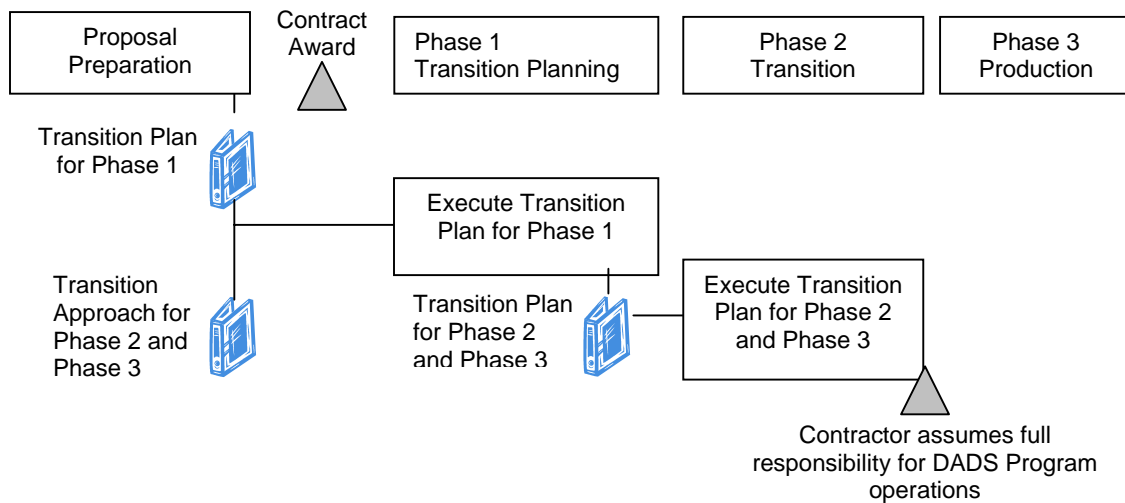 Proposal
Preparation
Contract
Award
Phase 1
Transition Planning
Phase 2
Transition
Phase 3
Production
Transition Plan
for Phase 1
Execute Transition
Plan for Phase 1
Transition
Approach for
Phase 2 and
Phase 3
Transition Plan
for Phase 2
and Phase 3
Execute Transition
Plan for Phase 2
and Phase 3
Contractor assumes full
responsibility for DADS Program
operations